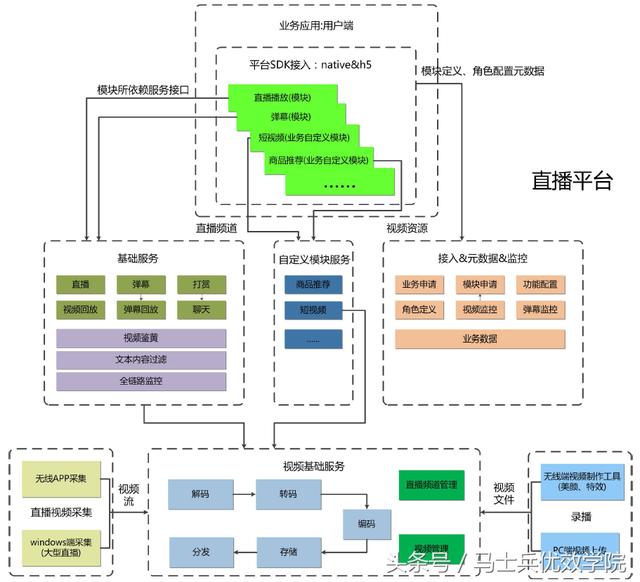 业务应用:用户端
平台SDK接入：native&h5
模块所依赖服务接口
模块定义、角色配置元数据
直播播放(模块)
弹幕(模块)
短视频(业务自定义模块)
商品推荐(业务自定义模块)
……
直播平台
直播频道
视频资源
基础服务
直播
弹幕
打赏
视频回放
弹幕回放
聊天
视频鉴黄
文本内容过滤
全链路监控
自定义模块服务
商品推荐
短视频
……
接入&元数据&监控
业务申请
模块申请
功能配置
角色定义
视频监控
弹幕监控
业务数据
无线APP采集
直播视频采集
windows端采集
(大型直播)
视频
流
视频基础服务
解码
转码
编码
分发
存储
直播频道管理
视频管理
视频
文件
无线端视频制作工具
(美颜、特效)
录播
PC端视频上传
头条号 / 马士兵优效学院